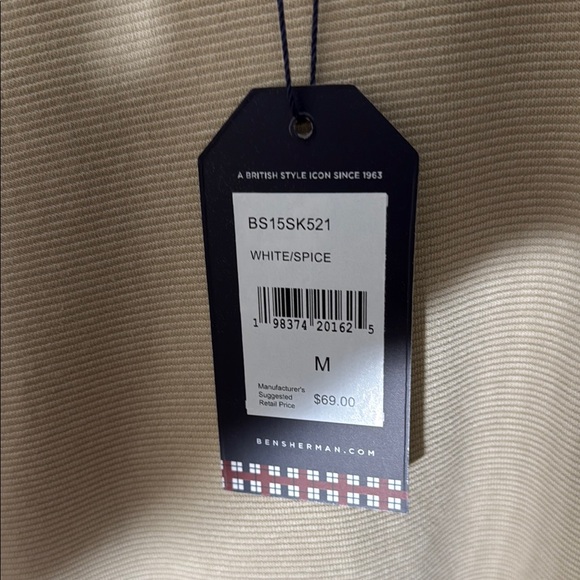 A BRITISH STYLE ICON SINCE 1963
BS15SK521
WHITE/SPICE
1 98374 20162 5
M
Manufacturer's
Suggested
Retail Price $69.00
BENSHERMAN.COM